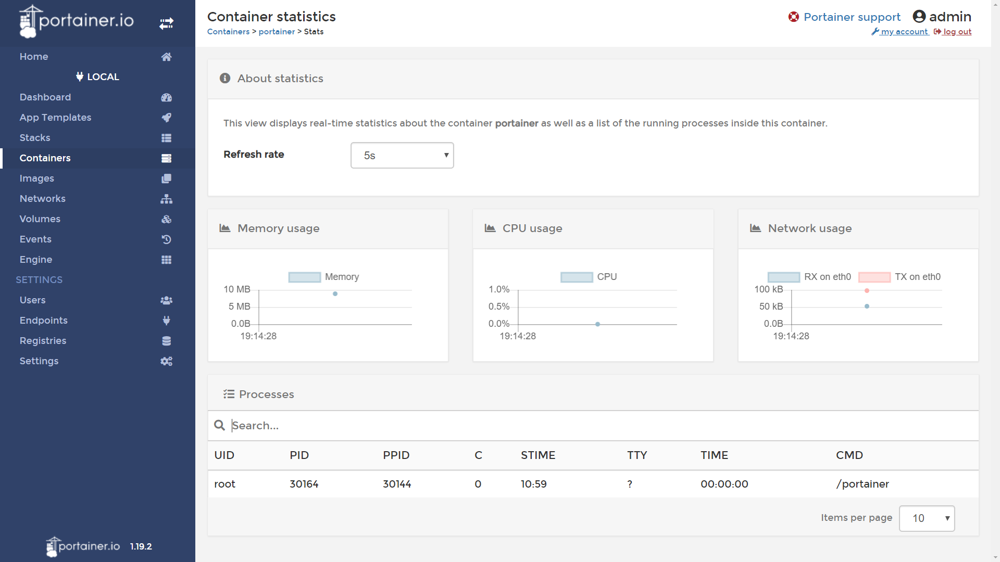 portainer.io
Home
LOCAL
Dashboard
App Templates
Stacks
Containers
Images
Networks
Volumes
Events
Engine
SETTINGS
Users
Endpoints
Registries
Settings
portainer.io 1.19.2
Container statistics
Containers > portainer > Stats
Portainer support admin
my account log out
About statistics
This view displays real-time statistics about the container portainer as well as a list of the running processes inside this container.
Refresh rate 5s
Memory usage
Memory
10 MB
5 MB
0.0B
19:14:28
CPU usage
CPU
1.0%
0.5%
0.0%
19:14:28
Network usage
RX on eth0 TX on eth0
100 kB
50 kB
0.0B
19:14:28
Processes
Search...
UID PID PPID C STIME TTY TIME CMD
root 30164 30144 0 10:59 ? 00:00:00 /portainer
Items per page 10